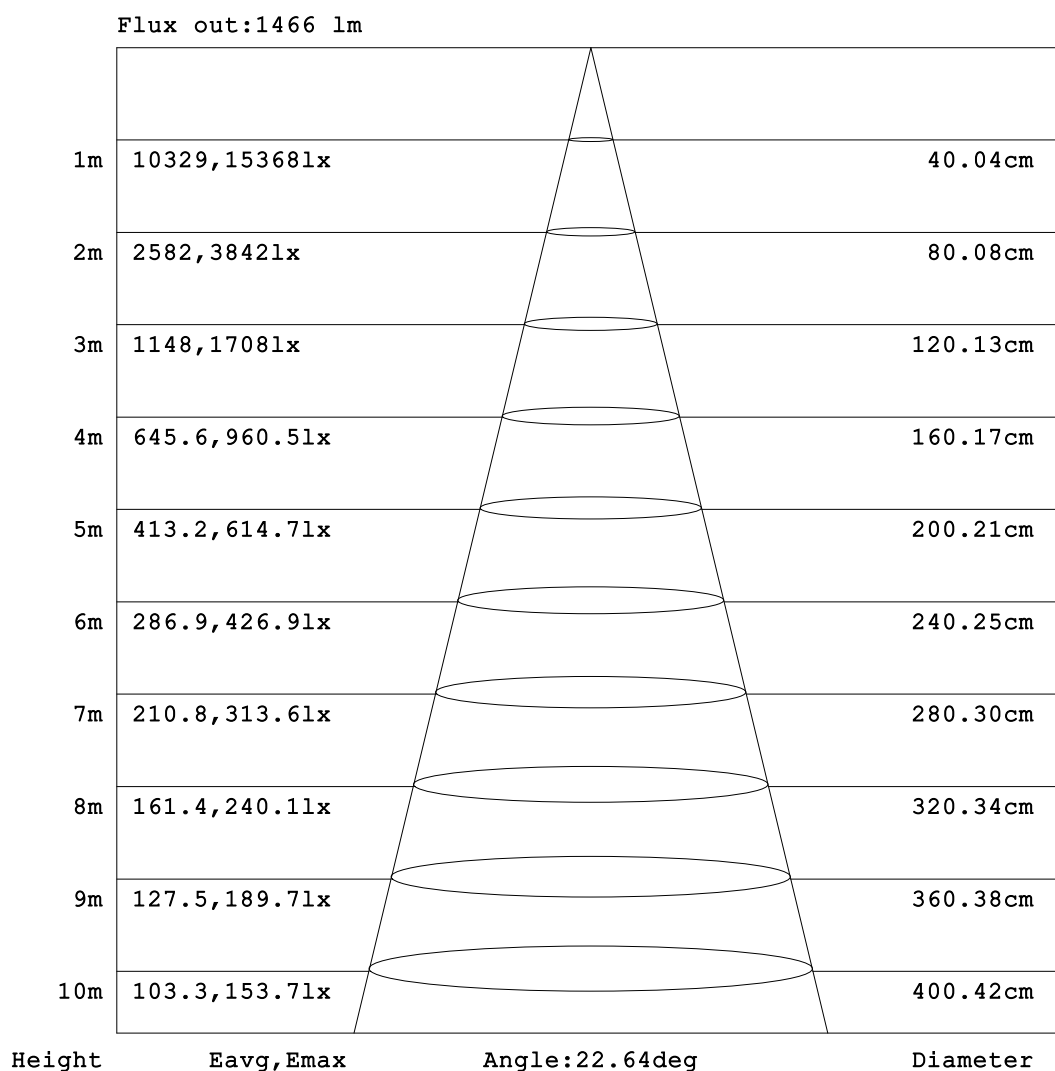 Flux out:1466 lm
1m 10329,15368lx 40.04cm
2m 2582,3842lx 80.08cm
3m 1148,1708lx 120.13cm
4m 645.6,960.5lx 160.17cm
5m 413.2,614.7lx 200.21cm
6m 286.9,426.9lx 240.25cm
7m 210.8,313.6lx 280.30cm
8m 161.4,240.1lx 320.34cm
9m 127.5,189.7lx 360.38cm
10m 103.3,153.7lx 400.42cm
Height Eavg,Emax Angle:22.64deg Diameter